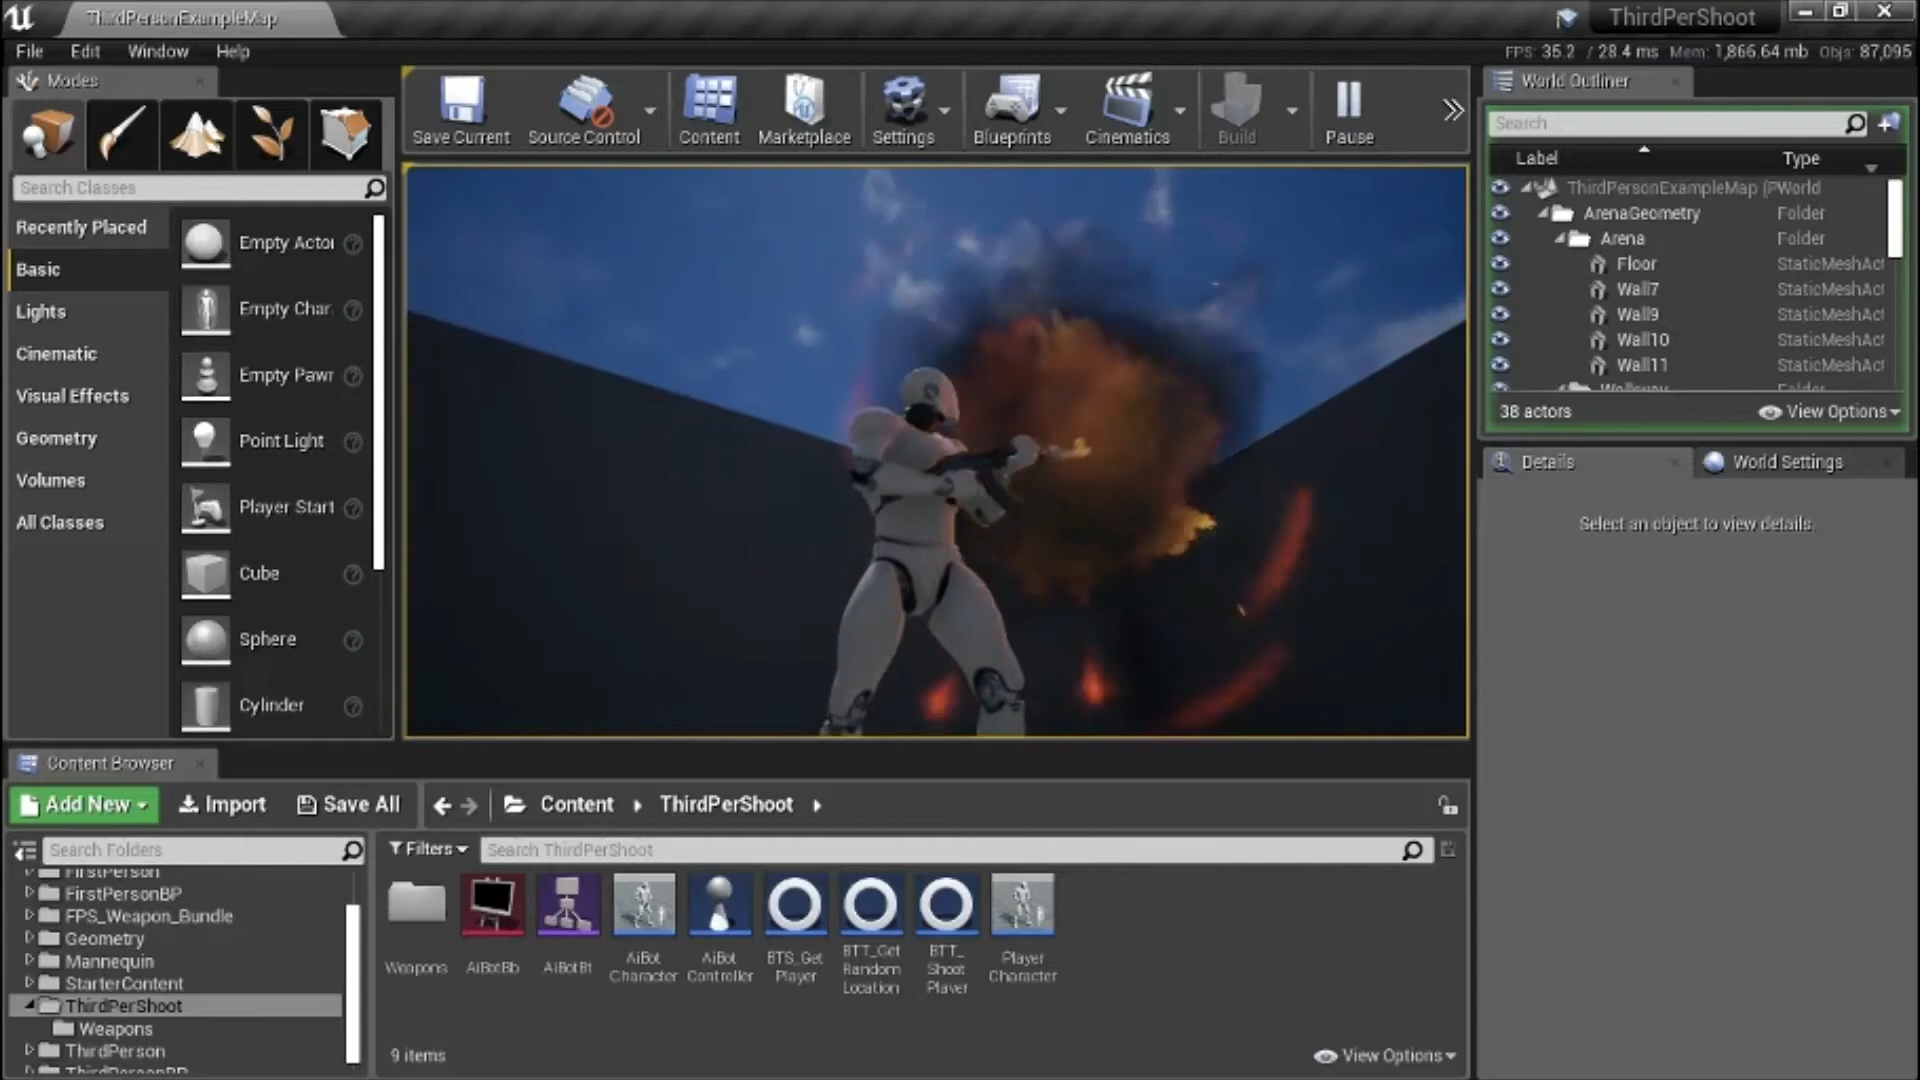 ThirdPersonExampleMap
ThirdPerShoot
File Edit Window Help
FPS: 35.2 / 28.4 ms Mem: 1,866.64 mb Objs: 87,095
Modes
Save Current Source Control Content Marketplace Settings Blueprints Cinematics Build Pause
World Outliner
Search
Label Type
Search Classes
Recently Placed
Basic
Lights
Cinematic
Visual Effects
Geometry
Volumes
All Classes
Empty Actor
Empty Char
Empty Pawn
Point Light
Player Start
Cube
Sphere
Cylinder
ThirdPersonExampleMap (P World
ArenaGeometry Folder
Arena Folder
Floor StaticMeshAct
Wall7 StaticMeshAct
Wall9 StaticMeshAct
Wall10 StaticMeshAct
Wall11 StaticMeshAct
38 actors View Options
Details World Settings
Select an object to view details.
Content Browser
Add New Import Save All Content ThirdPerShoot
Search Folders
Filters Search ThirdPerShoot
FirstPerson
FirstPersonBP
FPS_Weapon_Bundle
Geometry
Mannequin
StarterContent
ThirdPerShoot
Weapons
ThirdPerson
ThirdPersonBP
Weapons
AiBotBb
AiBotBt
AiBot
Character
AiBot
Controller
BTS_Get
Player
BTT_Get
Random
Location
BTT_
Shoot
Player
Player
Character
9 items View Options